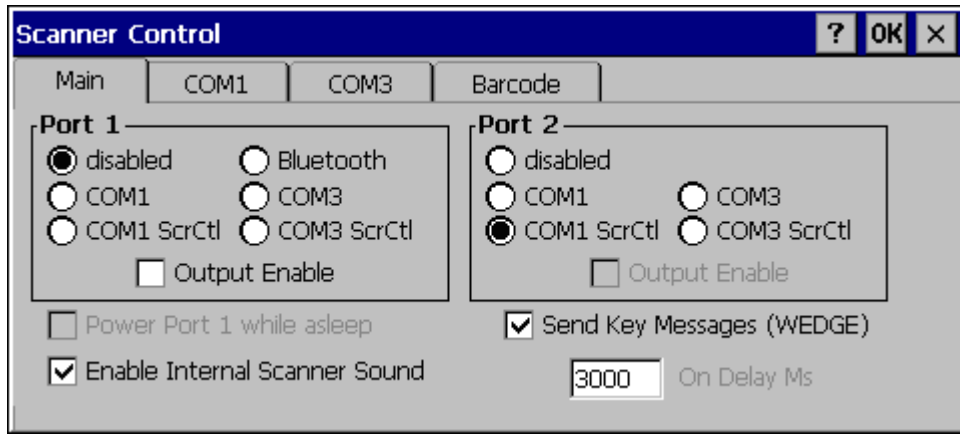 Scanner Control ? OK ×
Main COM1 COM3 Barcode
Port 1
disabled Bluetooth
COM1 COM3
COM1 ScrCtl COM3 ScrCtl
Output Enable
Port 2
disabled
COM1 COM3
COM1 ScrCtl COM3 ScrCtl
Output Enable
Power Port 1 while asleep
Send Key Messages (WEDGE)
Enable Internal Scanner Sound
3000 On Delay Ms